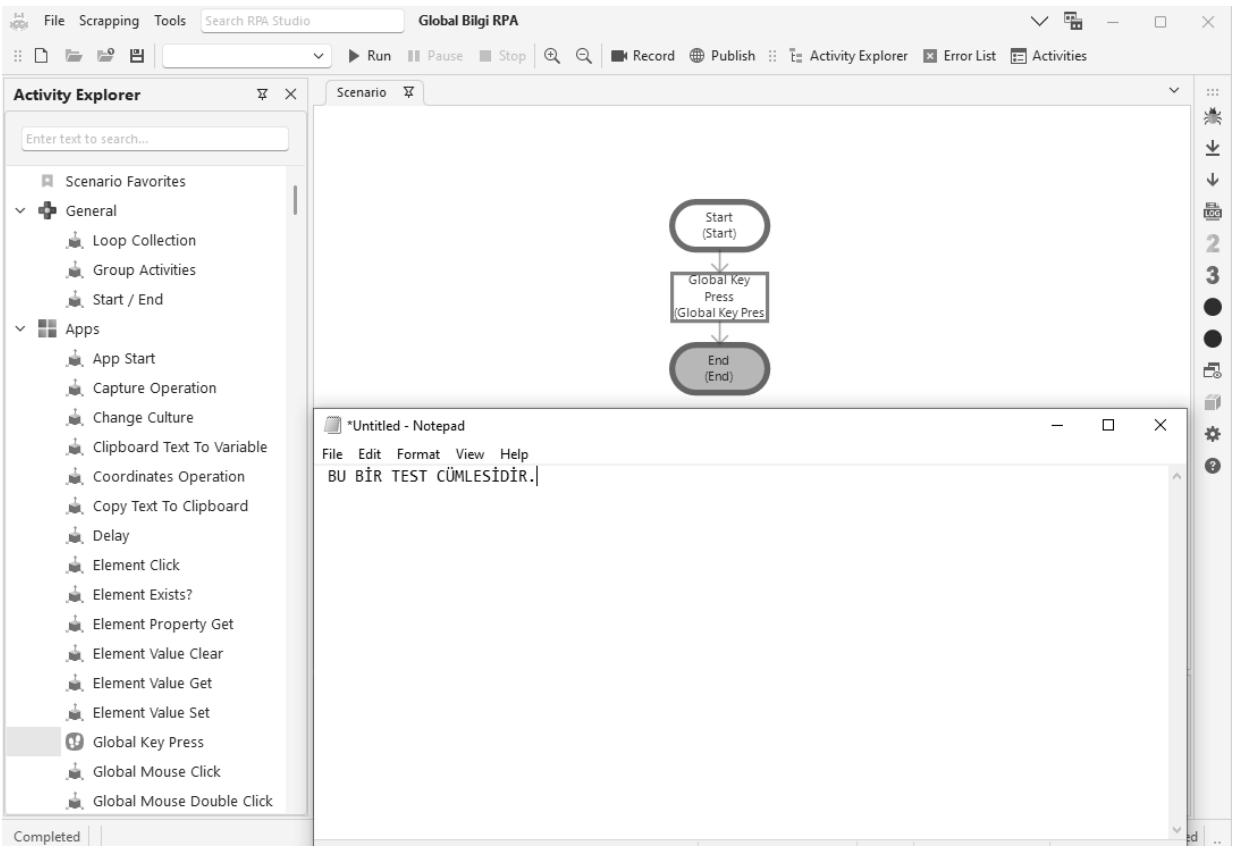 File Scrapping Tools Search RPA Studio Global Bilgi RPA
Run Pause Stop Record Publish Activity Explorer Error List Activities
Activity Explorer
Scenario
Enter text to search...
Scenario Favorites
General
Loop Collection
Group Activities
Start / End
Apps
App Start
Capture Operation
Change Culture
Clipboard Text To Variable
Coordinates Operation
Copy Text To Clipboard
Delay
Element Click
Element Exists?
Element Property Get
Element Value Clear
Element Value Get
Element Value Set
Global Key Press
Global Mouse Click
Global Mouse Double Click
Completed
Start
(Start)
Global Key
Press
(Global Key Pres
End
(End)
*Untitled - Notepad
File Edit Format View Help
BU BİR TEST CÜMLESİDİR.
LOG
2
3